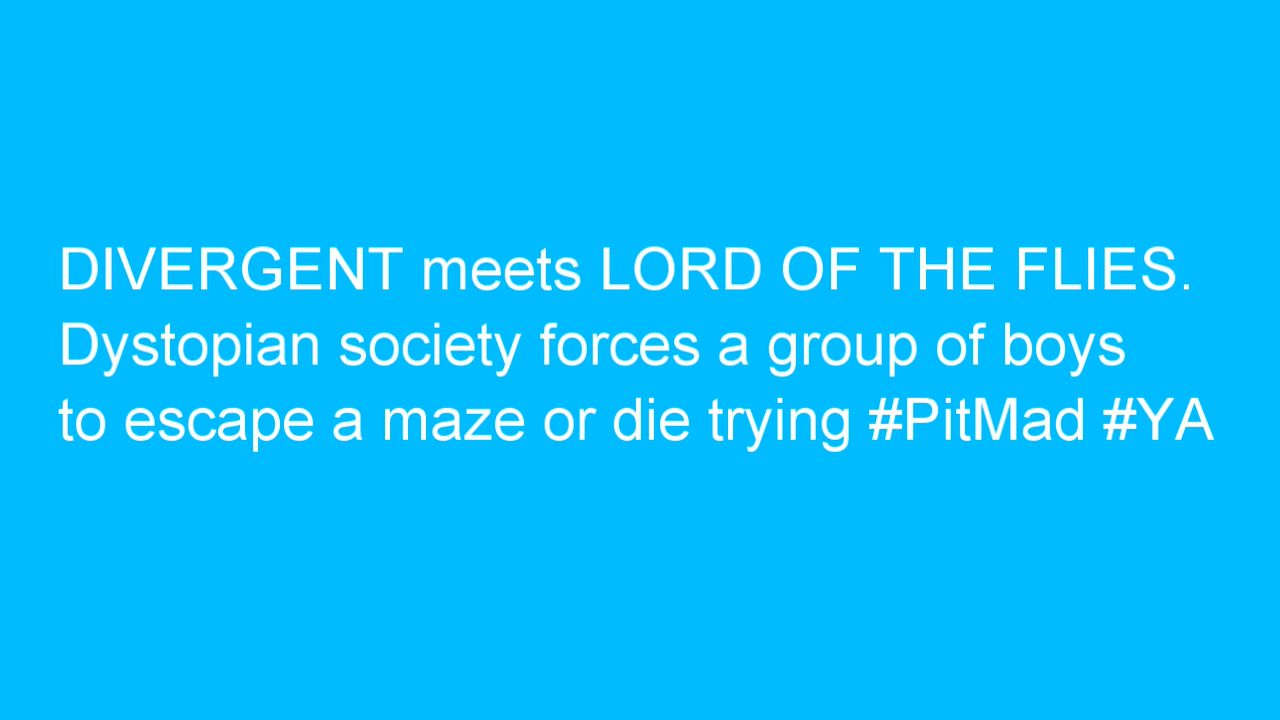 DIVERGENT meets LORD OF THE FLIES.
Dystopian society forces a group of boys
to escape a maze or die trying #PitMad #YA